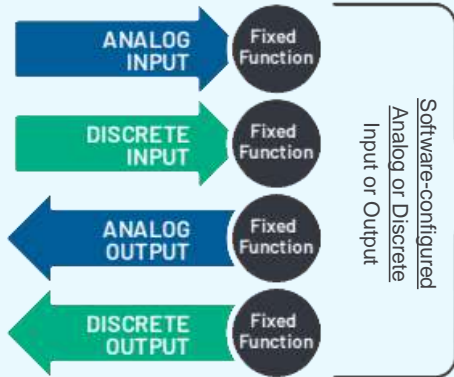 ANALOG
INPUT
Fixed
Function
DISCRETE
INPUT
Fixed
Function
ANALOG
OUTPUT
Fixed
Function
DISCRETE
OUTPUT
Fixed
Function
Software-configured
Analog or Discrete
Input or Output